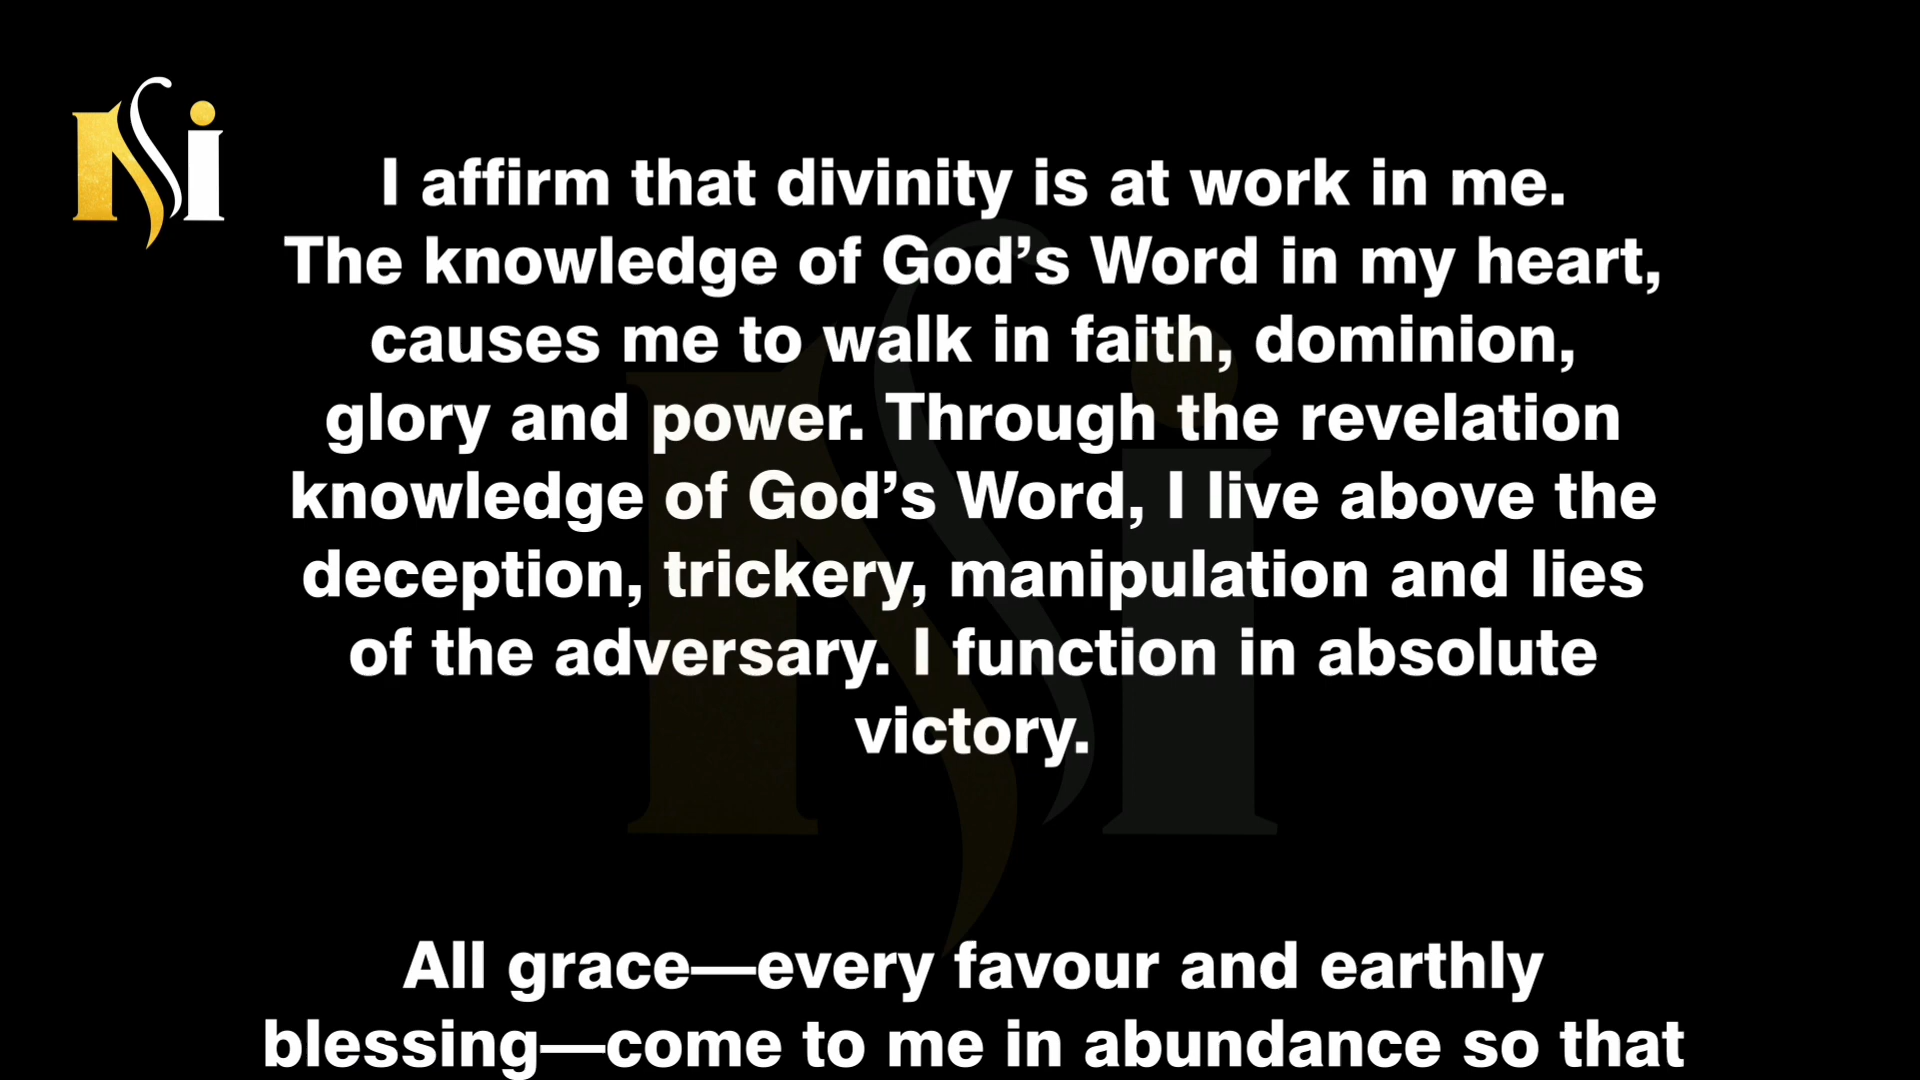 NSi
I affirm that divinity is at work in me.
The knowledge of God’s Word in my heart,
causes me to walk in faith, dominion,
glory and power. Through the revelation
knowledge of God’s Word, I live above the
deception, trickery, manipulation and lies
of the adversary. I function in absolute
victory.
All grace—every favour and earthly
blessing—come to me in abundance so that